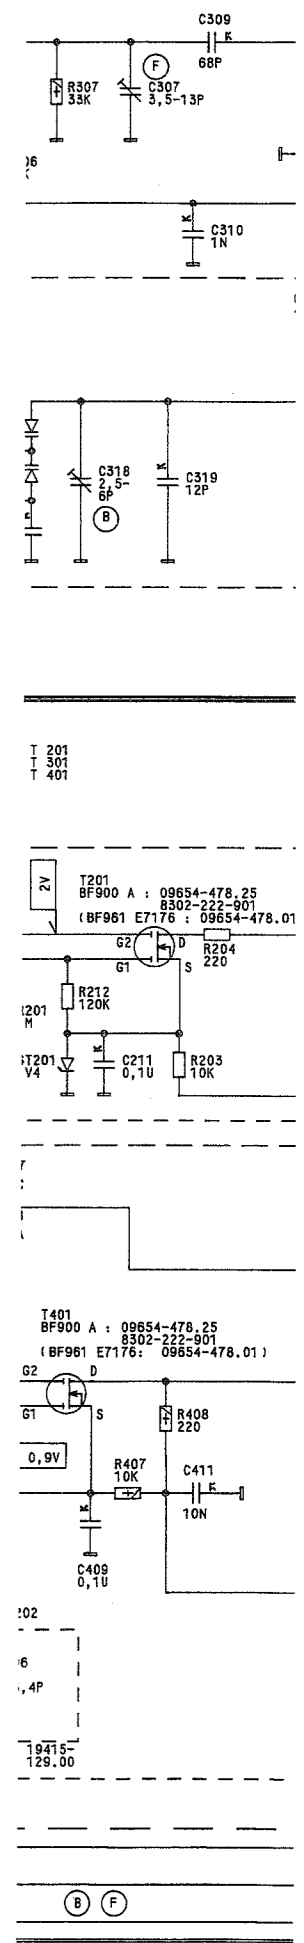 C309
K
68P
F
R307
33K
C307
3,5-13P
K
C310
1N
C318
2,5-
6P
B
K
C319
12P
T 201
T 301
T 401
2V
T201
BF900 A : 09654-478.25
8302-222-901
(BF961 E7176 : 09654-478.01
G2
D
R204
220
G1
S
R212
120K
K
C211
0,1U
R203
10K
T401
BF900 A : 09654-478.25
8302-222-901
(BF961 E7176: 09654-478.01)
G2
D
G1
S
R408
220
0,9V
R407
10K
C411
K
10N
K
C409
0,1U
19415-
129.00
B
F